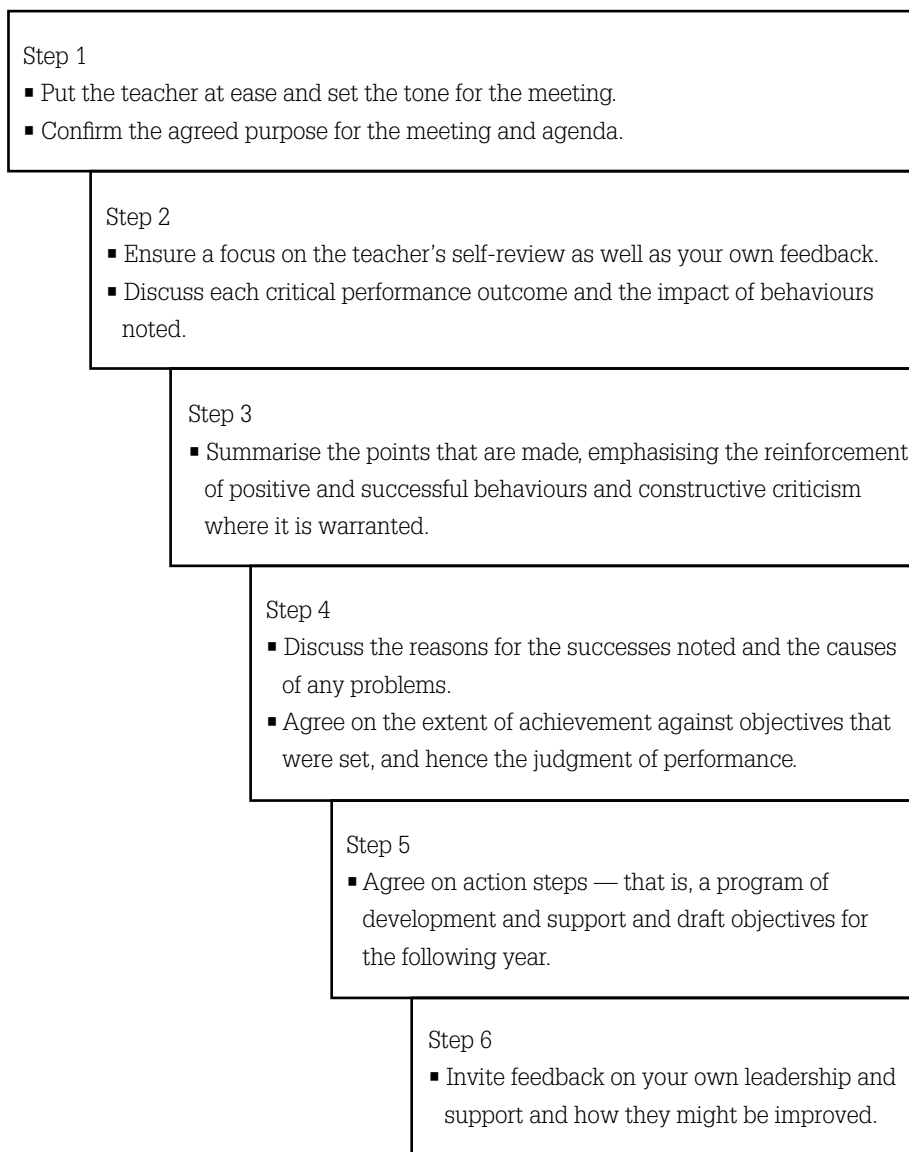 Step 1
▪ Put the teacher at ease and set the tone for the meeting.
▪ Confirm the agreed purpose for the meeting and agenda.
Step 2
▪ Ensure a focus on the teacher’s self-review as well as your own feedback.
▪ Discuss each critical performance outcome and the impact of behaviours
noted.
Step 3
▪ Summarise the points that are made, emphasising the reinforcement
of positive and successful behaviours and constructive criticism
where it is warranted.
Step 4
▪ Discuss the reasons for the successes noted and the causes
of any problems.
▪ Agree on the extent of achievement against objectives that
were set, and hence the judgment of performance.
Step 5
▪ Agree on action steps — that is, a program of
development and support and draft objectives for
the following year.
Step 6
▪ Invite feedback on your own leadership and
support and how they might be improved.